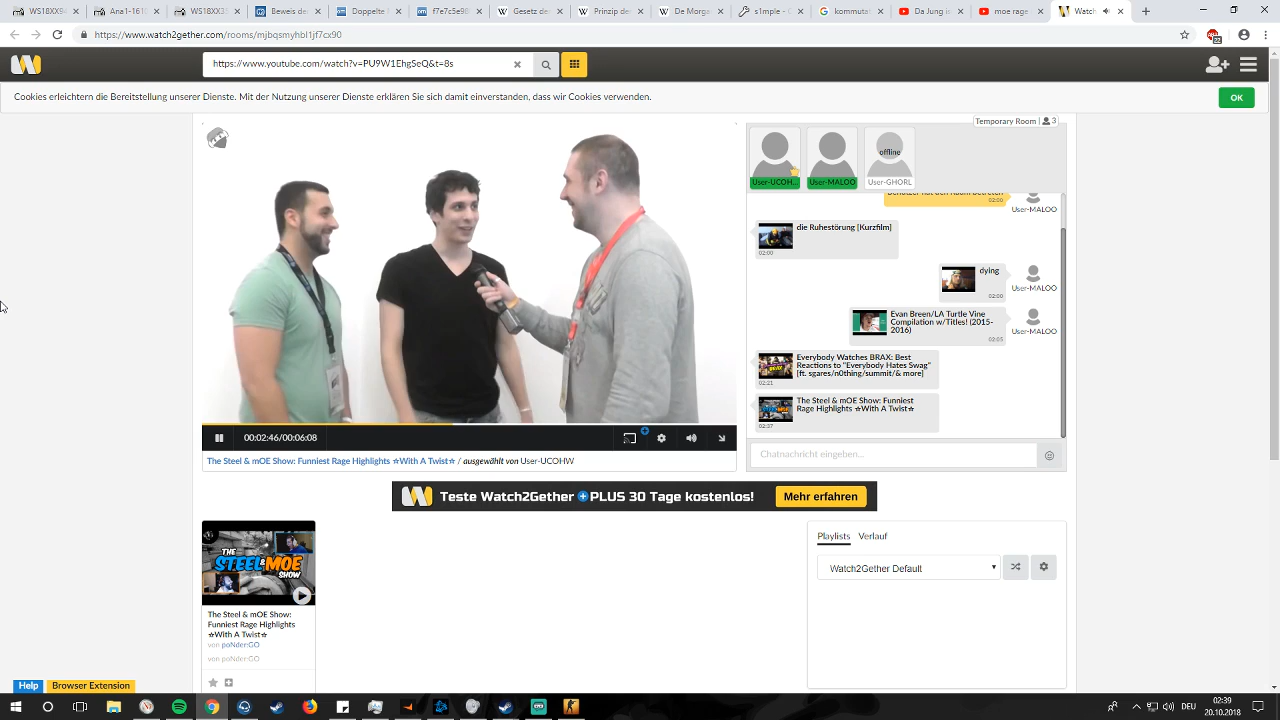 WS18XX94
Ana1-1610
WS18XX35
Beweis de
Doppelte
f7e7c5e98
Gesetz de
Prinzip de
De Morga
s1mple - C
kommutat
Da Jung i
moe rage
Watch
https://www.watch2gether.com/rooms/mjbqsmyhbl1jf7cx90
https://www.youtube.com/watch?v=PU9W1EhgSeQ&t=8s
Cookies erleichtern die Bereitstellung unserer Dienste. Mit der Nutzung unserer Dienste erklären Sie sich damit einverstanden dass wir Cookies verwenden.
OK
Temporary Room | 3
offline
User-UCOH...
User-MALOO
User-GHORL
Benutzer hat den Raum betreten
02:00
User-MALOO
die Ruhestörung [Kurzfilm]
02:00
dying
02:00
User-MALOO
Evan Breen/LA Turtle Vine
Compilation w/Titles! (2015-
2016)
02:05
User-MALOO
Everybody Watches BRAX: Best
Reactions to "Everybody Hates Swag"
[ft. sgares/n0thing/summit/& more]
02:21
BRAX
The Steel & mOE Show: Funniest
Rage Highlights ☆With A Twist☆
02:37
00:02:46/00:06:08
Chatnachricht eingeben...
The Steel & mOE Show: Funniest Rage Highlights ☆With A Twist☆ / ausgewählt von User-UCOHW
Teste Watch2Gether PLUS 30 Tage kostenlos!
Mehr erfahren
THE
STEEL & MOE
SHOW
The Steel & mOE Show:
Funniest Rage Highlights
☆With A Twist☆
von poNder:GO
von poNder:GO
Playlists Verlauf
Watch2Gether Default
Help
Browser Extension
DEU
02:39
20.10.2018